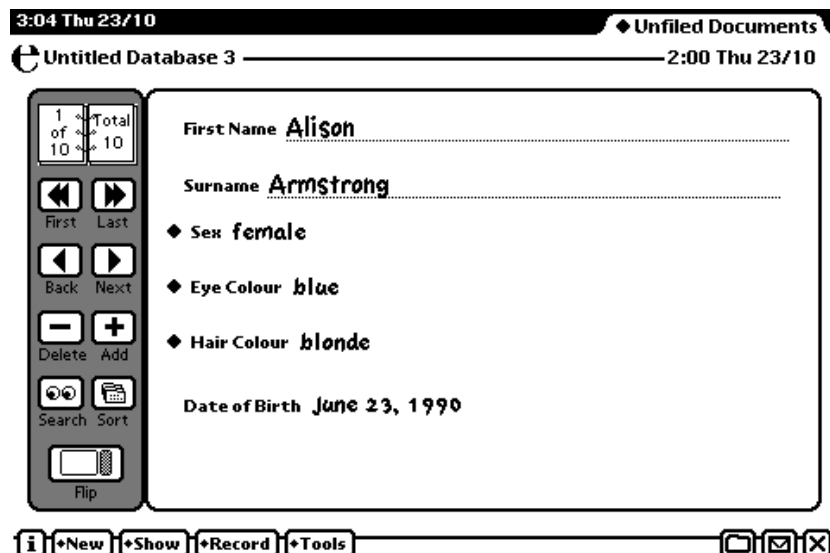 3:04 Thu 23/10
◆Unfiled Documents
Untitled Database 3
2:00 Thu 23/10
1 of 10
Total 10
First Name Alison
Surname Armstrong
First Last
◆ Sex female
Back Next
◆ Eye Colour blue
Delete Add
◆ Hair Colour blonde
Search Sort
Date of Birth June 23, 1990
Flip
i ◆New ◆Show ◆Record ◆Tools